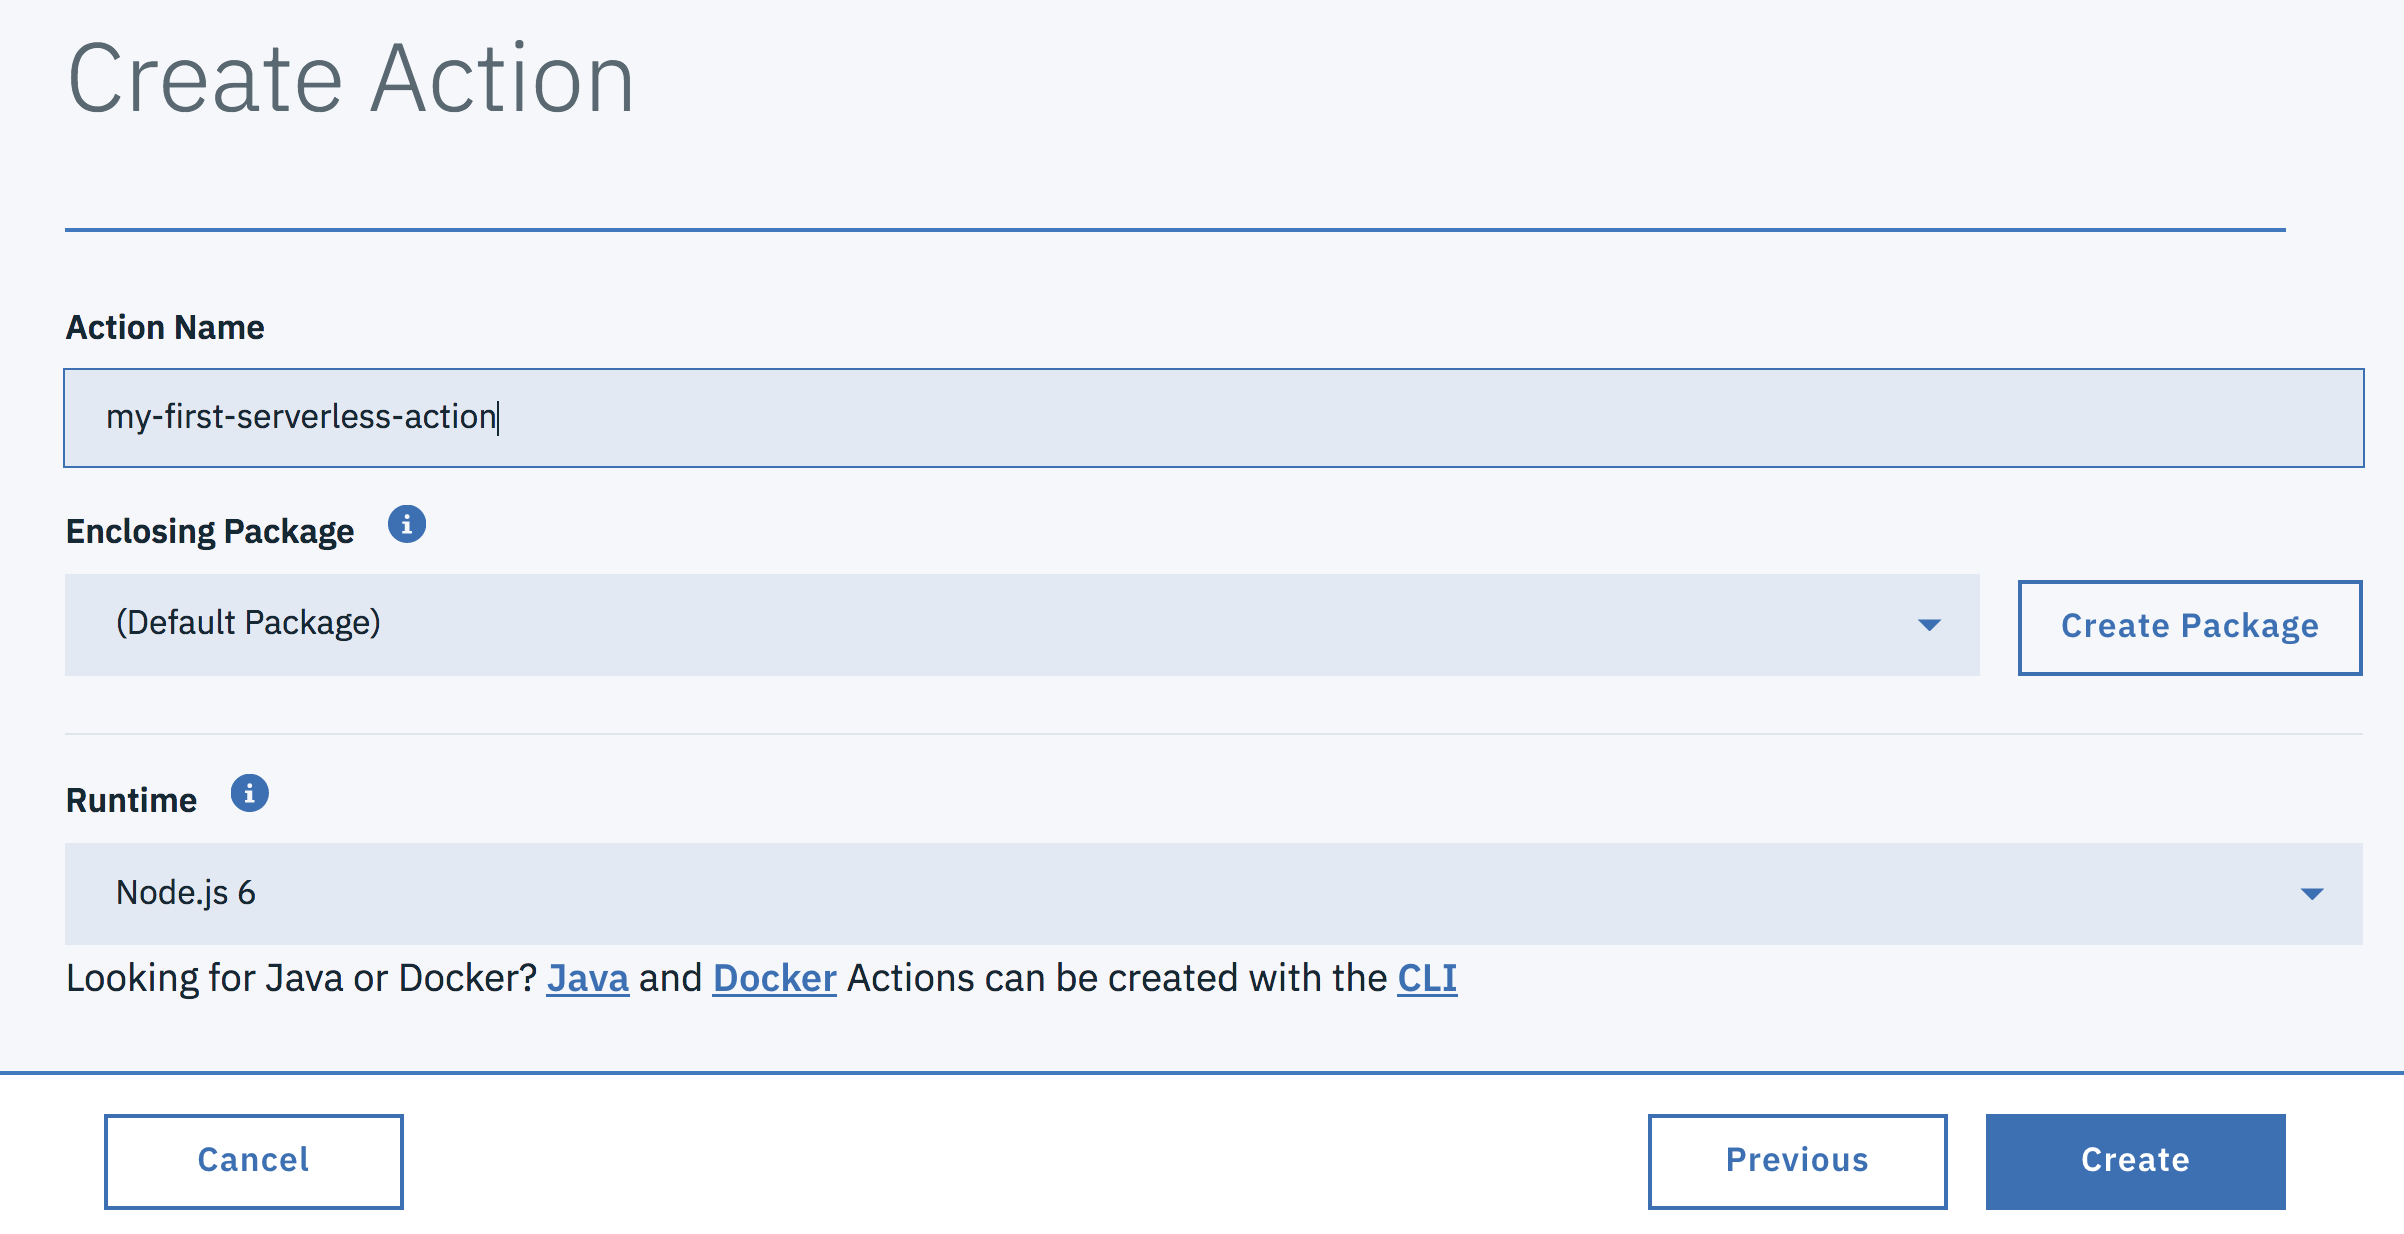 Create Action
Action Name
my-first-serverless-action
Enclosing Package
(Default Package)
Create Package
Runtime
Node.js 6
Looking for Java or Docker? Java and Docker Actions can be created with the CLI
Cancel
Previous
Create